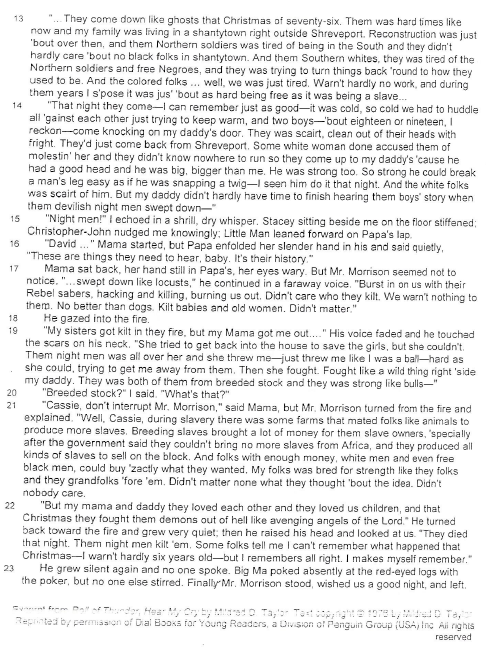 13 "...They come down like ghosts that Christmas of seventy-six. Them was hard times like
now and my family was living in a shantytown right outside Shreveport. Reconstruction was just
'bout over then, and them Northern soldiers was tired of being in the South and they didn't
hardly care 'bout no black folks in shantytown. And them Southern whites, they was tired of the
Northern soldiers and free Negroes, and they was trying to turn things back 'round to how they
used to be. And the colored folks ... well, we was just tired. Warn't hardly no work, and during
them years I s'pose it was jus' 'bout as hard being free as it was being a slave...
14 "That night they come—I can remember just as good—it was cold, so cold we had to huddle
all 'gainst each other just trying to keep warm, and two boys—'bout eighteen or nineteen, I
reckon—come knocking on my daddy's door. They was scairt, clean out of their heads with
fright. They'd just come back from Shreveport. Some white woman done accused them of
molestin' her and they didn't know nowhere to run so they come up to my daddy's 'cause he
had a good head and he was big, bigger than me. He was strong too. So strong he could break
a man's leg easy as if he was snapping a twig—I seen him do it that night. And the white folks
was scairt of him. But my daddy didn't hardly have time to finish hearing them boys' story when
them devilish night men swept down—"
15 "Night men!" I echoed in a shrill, dry whisper. Stacey sitting beside me on the floor stiffened;
Christopher-John nudged me knowingly; Little Man leaned forward on Papa's lap.
16 "David ..." Mama started, but Papa enfolded her slender hand in his and said quietly,
"These are things they need to hear, baby. It's their history."
17 Mama sat back, her hand still in Papa's, her eyes wary. But Mr. Morrison seemed not to
notice. "...swept down like locusts," he continued in a faraway voice. "Burst in on us with their
Rebel sabers, hacking and killing, burning us out. Didn't care who they kilt. We warn't nothing to
them. No better than dogs. Kilt babies and old women. Didn't matter."
18 He gazed into the fire.
19 "My sisters got kilt in they fire, but my Mama got me out...." His voice faded and he touched
the scars on his neck. "She tried to get back into the house to save the girls, but she couldn't.
Them night men was all over her and she threw me—just threw me like I was a ball—hard as
she could, trying to get me away from them. Then she fought. Fought like a wild thing right 'side
my daddy. They was both of them from breeded stock and they was strong like bulls—"
20 "Breeded stock?" I said. "What's that?"
21 "Cassie, don't interrupt Mr. Morrison," said Mama, but Mr. Morrison turned from the fire and
explained. "Well, Cassie, during slavery there was some farms that mated folks like animals to
produce more slaves. Breeding slaves brought a lot of money for them slave owners, 'specially
after the government said they couldn't bring no more slaves from Africa, and they produced all
kinds of slaves to sell on the block. And folks with enough money, white men and even free
black men, could buy 'zactly what they wanted. My folks was bred for strength like they folks
and they grandfolks 'fore 'em. Didn't matter none what they thought 'bout the idea. Didn't
nobody care.
22 "But my mama and daddy they loved each other and they loved us children, and that
Christmas they fought them demons out of hell like avenging angels of the Lord." He turned
back toward the fire and grew very quiet; then he raised his head and looked at us. "They died
that night. Them night men kilt 'em. Some folks tell me I can't remember what happened that
Christmas—I warn't hardly six years old—but I remembers all right. I makes myself remember."
23 He grew silent again and no one spoke. Big Ma poked absently at the red-eyed logs with
the poker, but no one else stirred. Finally Mr. Morrison stood, wished us a good night, and left.
Excerpt from Roll of Thunder, Hear My Cry by Mildred D. Taylor. Text copyright © 1976 by Mildred D. Taylor
Reprinted by permission of Dial Books for Young Readers, a Division of Penguin Group (USA) Inc. All rights
reserved